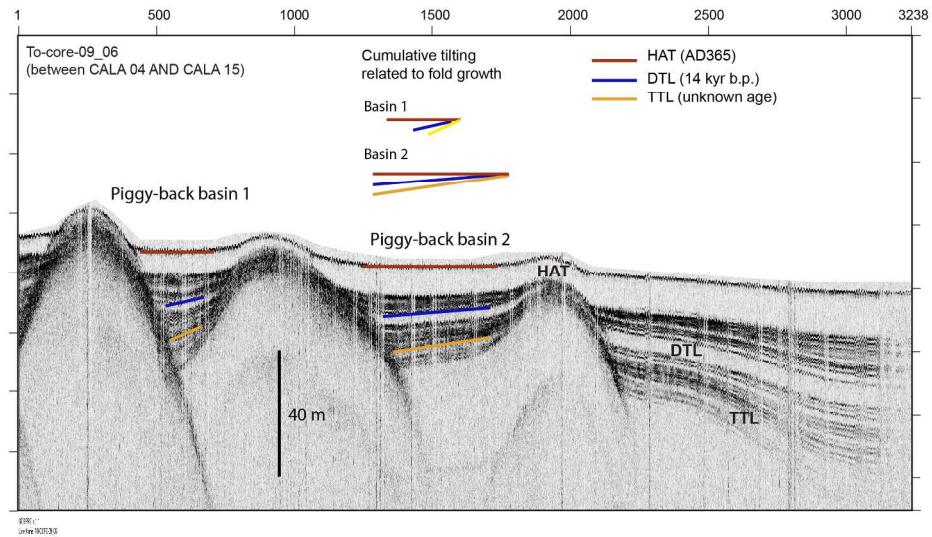 1 500 1000 1500 2000 2500 3000 3238
To-core-09_06
(between CALA 04 AND CALA 15)
Cumulative tilting
related to fold growth
HAT (AD365)
DTL (14 kyr b.p.)
TTL (unknown age)
Basin 1
Basin 2
Piggy-back basin 1
Piggy-back basin 2
HAT
DTL
TTL
40 m